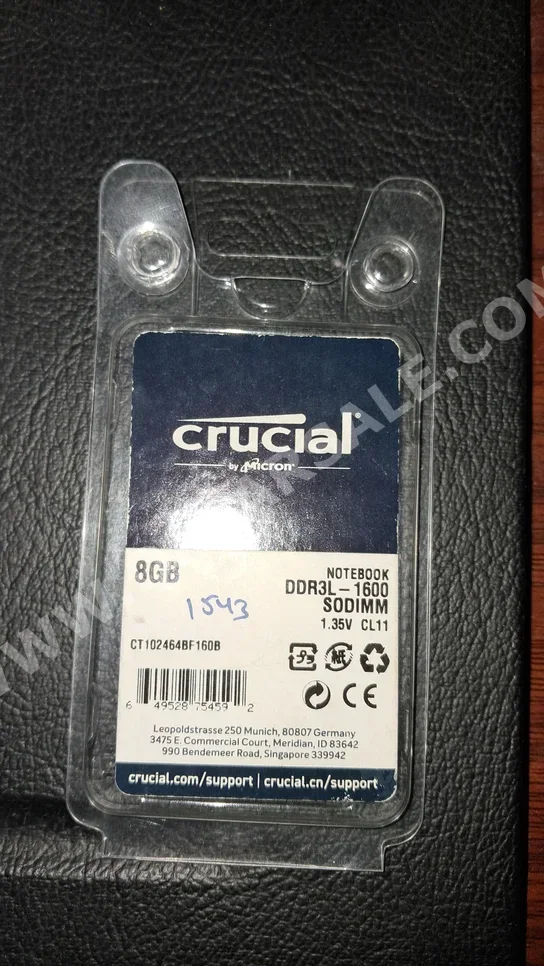 crucial
by Micron
8GB
1543
NOTEBOOK
DDR3L-1600
SODIMM
1.35V CL11
CT102464BF160B
6 49528 75459 2
CE
Leopoldstrasse 250 Munich, 80807 Germany
3475 E. Commercial Court, Meridian, ID 83642
990 Bendemeer Road, Singapore 339942
crucial.com/support | crucial.cn/support